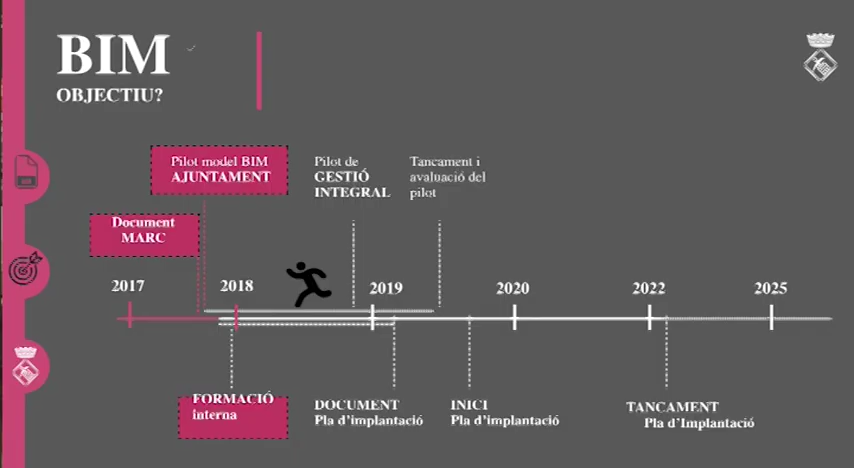 BIM
OBJECTIU?
Pilot model BIM
AJUNTAMENT
Pilot de
GESTIÓ
INTEGRAL
Tancament i
avaluació del
pilot
Document
MARC
2017
2018
2019
2020
2022
2025
FORMACIÓ
interna
DOCUMENT
Pla d'implantació
INICI
Pla d'implantació
TANCAMENT
Pla d'Implantació